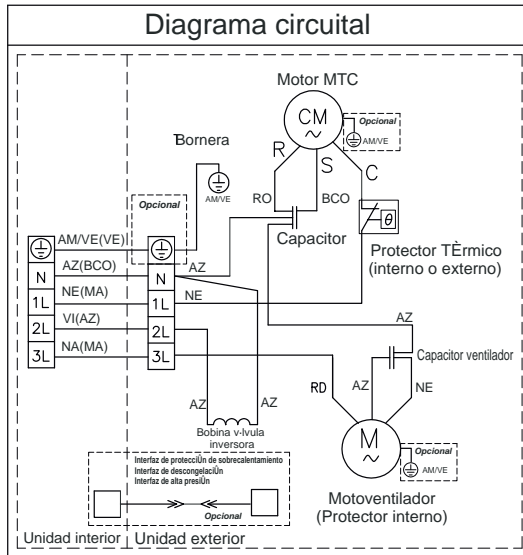 Diagrama circuital
Motor MTC
CM
~
Opcional
AM/VE
Bornera
R
S
C
AM/VE
Opcional
RO
BCO
Capacitor
θ
Protector TÈrmico
(interno o externo)
AM/VE(VE)
N
AZ(BCO)
N
AZ
1L
NE(MA)
1L
NE
2L
VI(AZ)
2L
3L
NA(MA)
3L
AZ
Capacitor ventilador
RD
AZ
NE
AZ
AZ
Bobina v·lvula
inversora
M
~
Opcional
AM/VE
Interfaz de protecciÙn de sobrecalentamiento
Interfaz de descongelaciÙn
Interfaz de alta presiÙn
Opcional
Motoventilador
(Protector interno)
Unidad interior
Unidad exterior